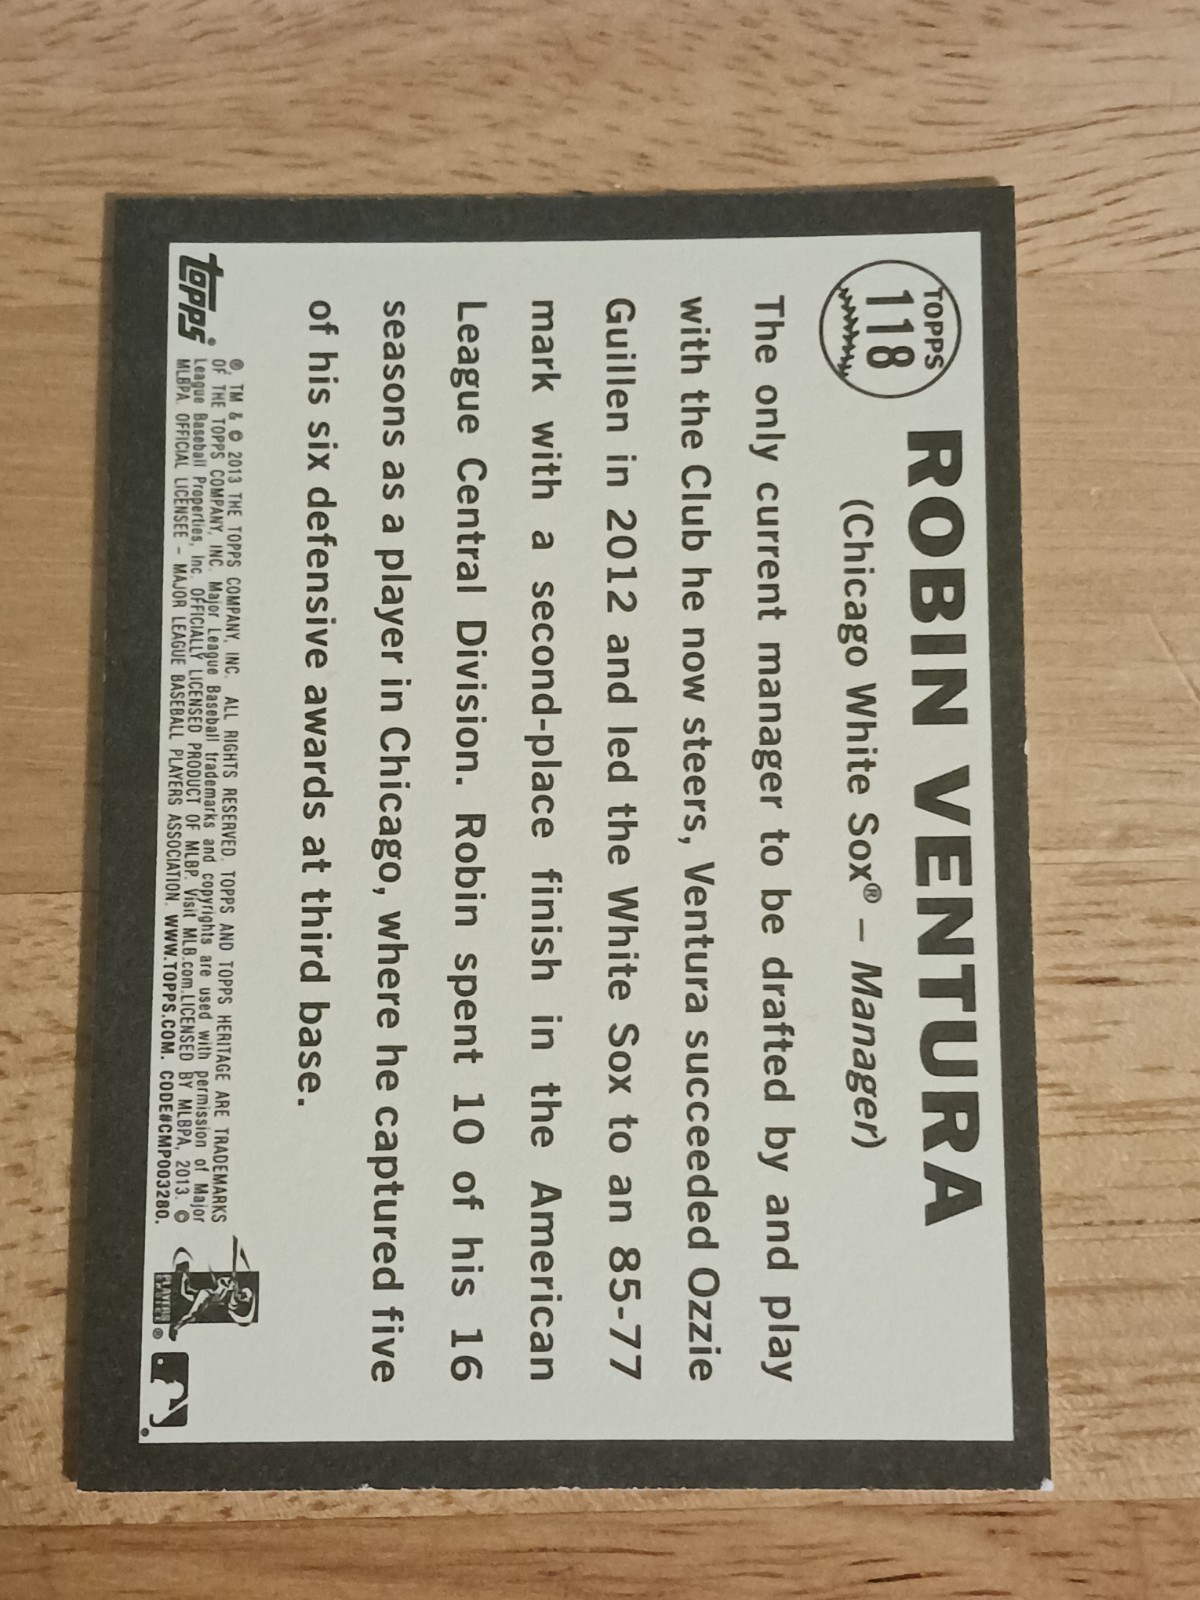 TOPPS
118
ROBIN VENTURA
(Chicago White Sox® – Manager)
The only current manager to be drafted by and play
with the Club he now steers, Ventura succeeded Ozzie
Guillen in 2012 and led the White Sox to an 85-77
mark with a second-place finish in the American
League Central Division. Robin spent 10 of his 16
seasons as a player in Chicago, where he captured five
of his six defensive awards at third base.
topps®
®, TM & © 2013 THE TOPPS COMPANY, INC. ALL RIGHTS RESERVED. TOPPS AND TOPPS HERITAGE ARE TRADEMARKS
OF THE TOPPS COMPANY, INC. Major League Baseball trademarks and copyrights are used with permission of Major
League Baseball Properties, Inc. OFFICIALLY LICENSED PRODUCT OF MLBP. Visit MLB.com.LICENSED BY MLBPA, 2013. ©
MLBPA. OFFICIAL LICENSEE – MAJOR LEAGUE BASEBALL PLAYERS ASSOCIATION. WWW.TOPPS.COM. CODE#CMP003280.
PLAYERS
®
®